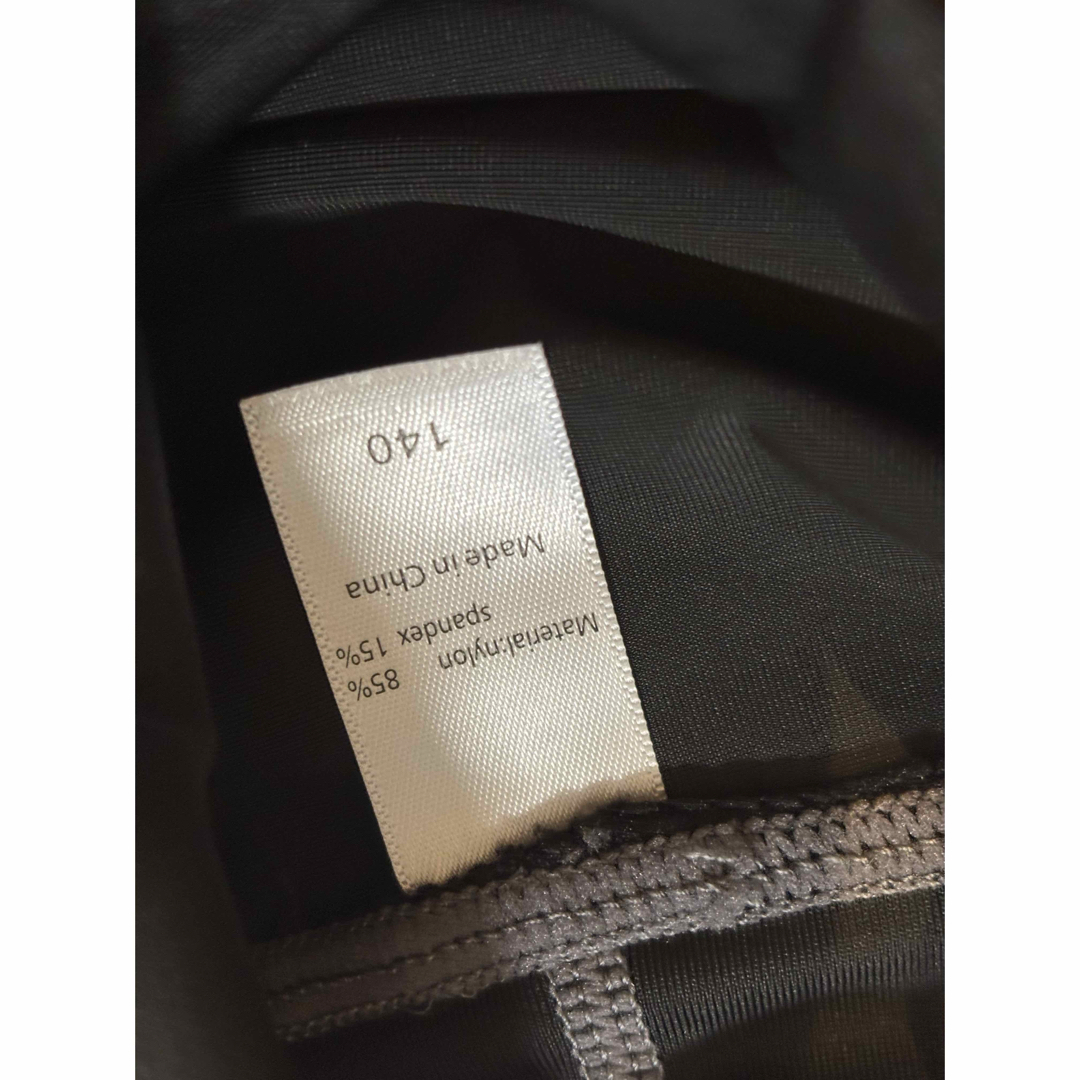 Material:nylon 85%
spandex 15%
Made in China
140